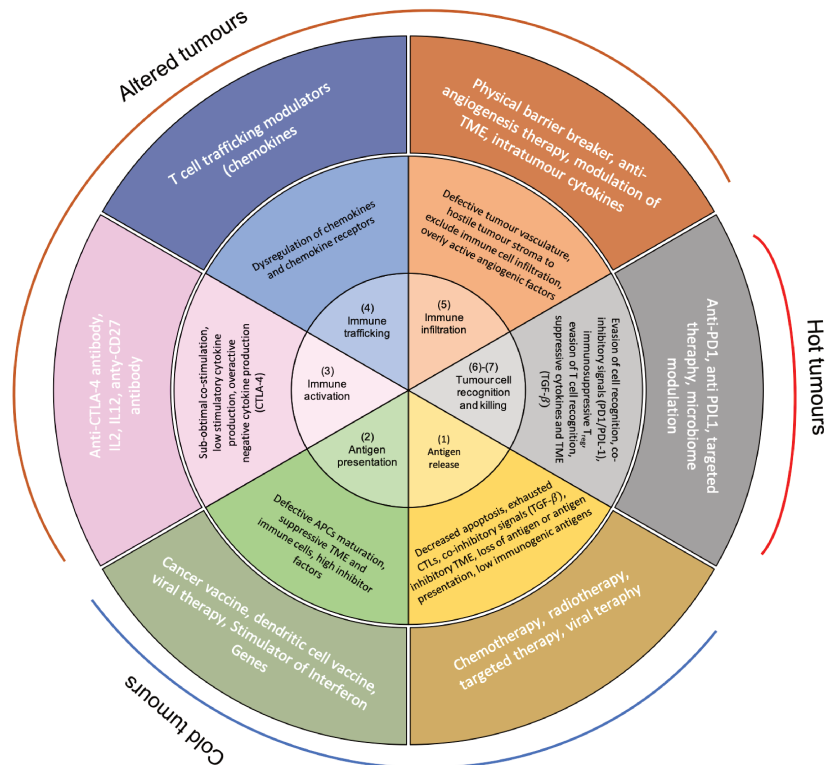 Altered tumours
T cell trafficking modulators
(chemokines
Physical barrier breaker, anti-
angiogenesis therapy, modulation of
TME, intratumour cytokines
Dysregulation of chemokines
and chemokine receptors
Defective tumour vasculature,
hostile tumour stroma to
exclude immune cell infiltration,
overly active angiogenic factors
(4)
Immune
trafficking
(5)
Immune
infiltration
Anti-CTLA-4 antibody,
IL2, IL12, anty-CD27
antibody
Sub-obtimal co-stimulation,
low stimulatory cytokine
production, overactive
negative cytokine production
(CTLA-4)
(3)
Immune
activation
(6)-(7)
Tumour cell
recognition
and killing
Evasion of cell recognition, co-
inhibitory signals (PD1/PDL-1),
immunosuppressive Treg,
evasion of T cell recognition,
suppressive cytokines and TME
(TGF-β)
Anti-PD1, anti PDL1, targeted
theraphy, microbiome
modulation
Hot tumours
(2)
Antigen
presentation
(1)
Antigen
release
Defective APCs maturation,
suppressive TME and
immune cells, high inhibitor
factors
Decreased apoptosis, exhausted
CTLs, co-inhibitory signals (TGF-β),
inhibitory TME, loss of antigen or antigen
presentation, low immunogenic antigens
Cancer vaccine, dendritic cell vaccine,
viral therapy, Stimulator of Interferon
Genes
Chemotherapy, radiotherapy,
targeted therapy, viral teraphy
Cold tumours